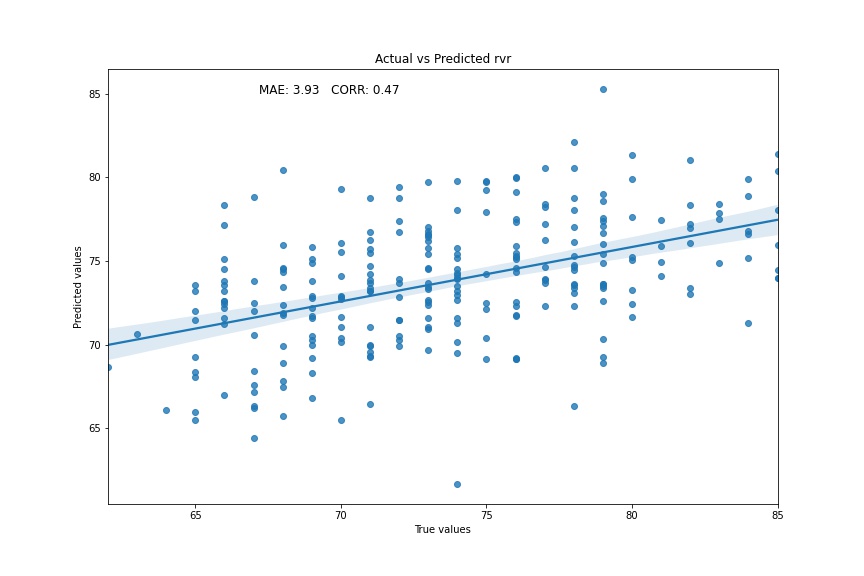 Actual vs Predicted rvr
MAE: 3.93   CORR: 0.47
85
80
75
70
65
Predicted values
65 70 75 80 85
True values